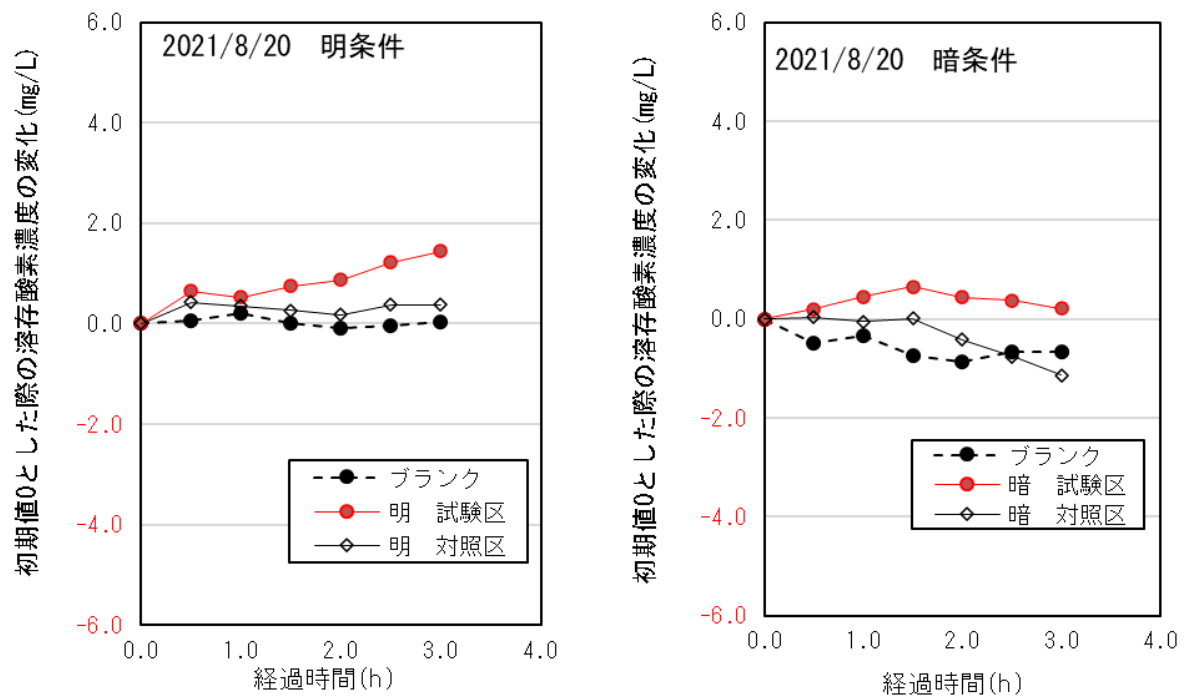 初期値0とした際の溶存酸素濃度の変化(mg/L)
2021/8/20　明条件
6.0
4.0
2.0
0.0
-2.0
-4.0
-6.0
ブランク
明　試験区
明　対照区
0.0 1.0 2.0 3.0 4.0
経過時間(h)
初期値0とした際の溶存酸素濃度の変化(mg/L)
2021/8/20　暗条件
6.0
4.0
2.0
0.0
-2.0
-4.0
-6.0
ブランク
暗　試験区
暗　対照区
0.0 1.0 2.0 3.0 4.0
経過時間(h)